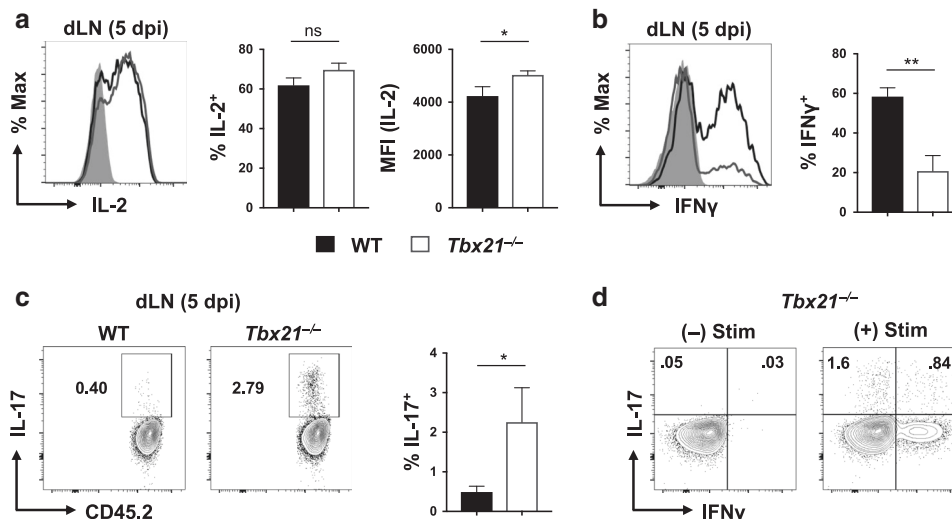 a
dLN (5 dpi)
% Max
IL-2
% IL-2⁺
80
60
40
20
0
ns
MFI (IL-2)
6000
4000
2000
0
*
b
dLN (5 dpi)
% Max
IFNγ
% IFNγ⁺
80
60
40
20
0
**
WT
Tbx21⁻/⁻
c
dLN (5 dpi)
WT
Tbx21⁻/⁻
IL-17
0.40
2.79
CD45.2
% IL-17⁺
4
3
2
1
0
*
d
Tbx21⁻/⁻
(–) Stim
(+) Stim
IL-17
.05
.03
1.6
.84
IFNγ